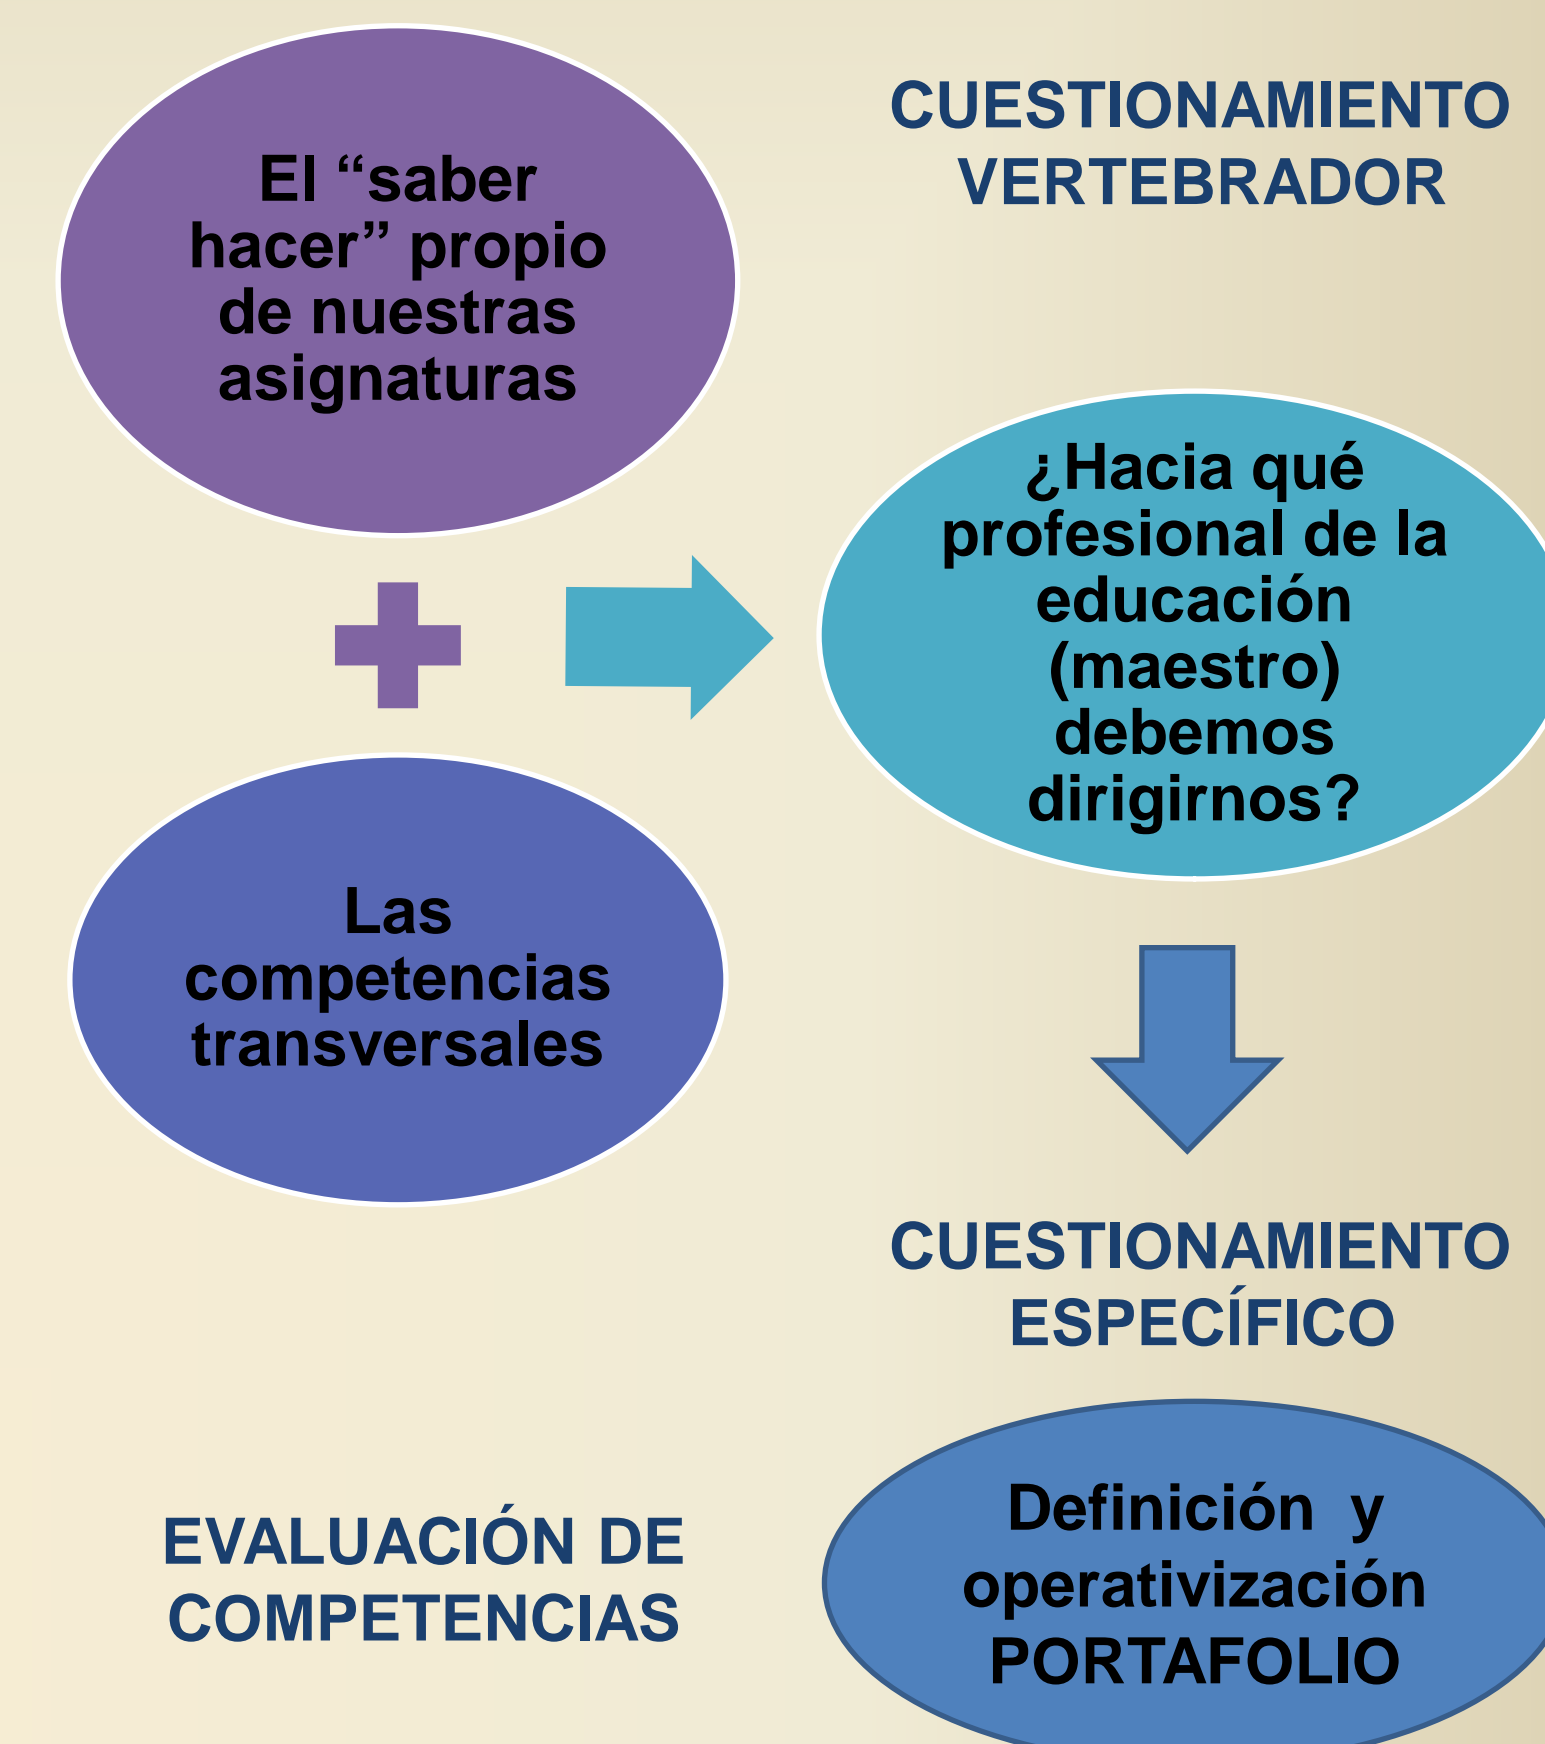 El “saber
hacer” propio
de nuestras
asignaturas
CUESTIONAMIENTO
VERTEBRADOR
¿Hacia qué
profesional de la
educación
(maestro)
debemos
dirigirnos?
Las
competencias
transversales
CUESTIONAMIENTO
ESPECÍFICO
EVALUACIÓN DE
COMPETENCIAS
Definición y
operativización
PORTAFOLIO